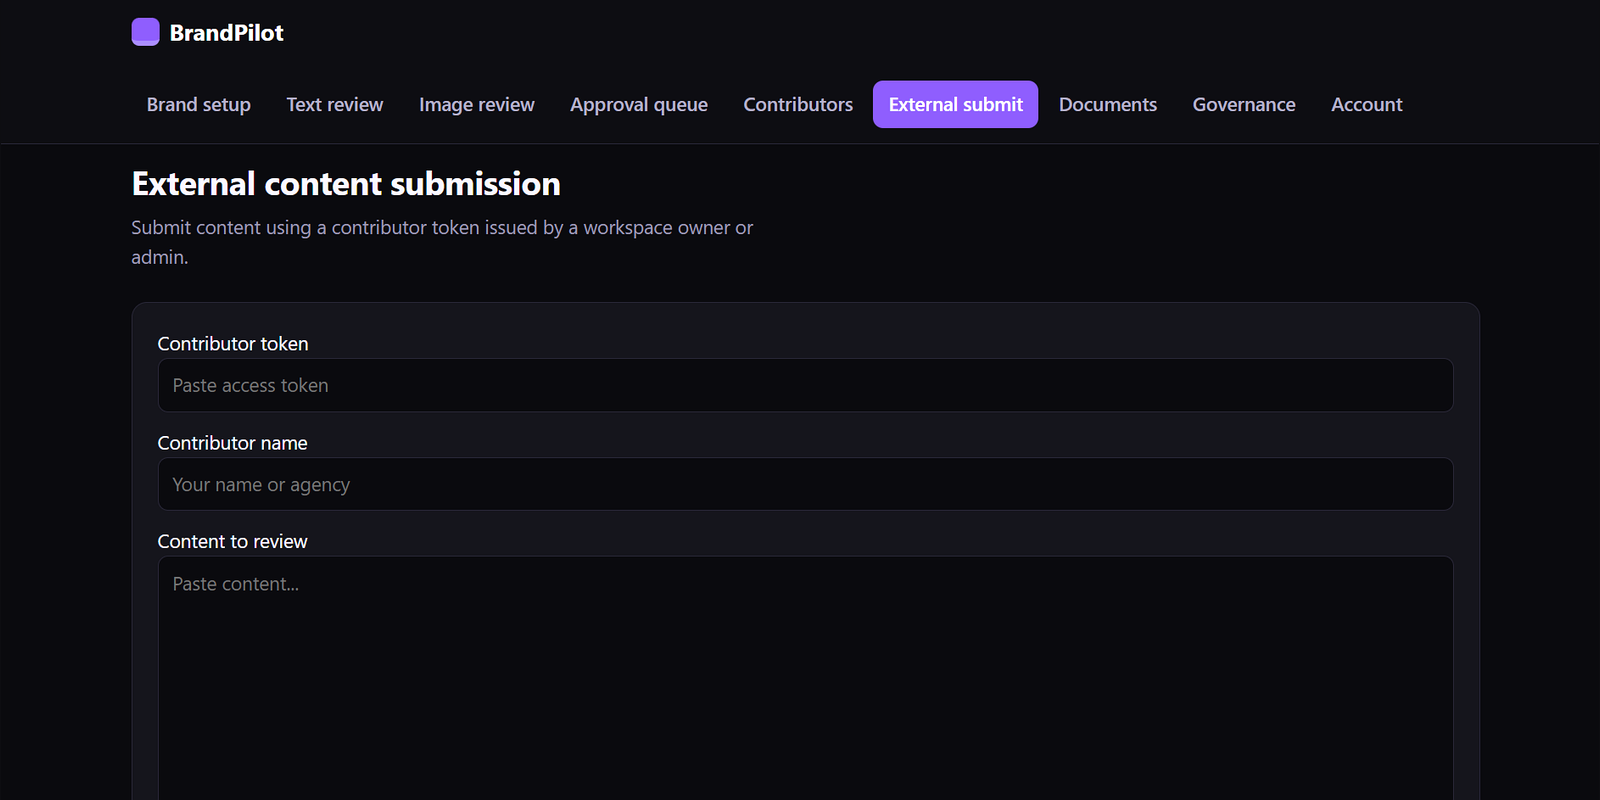 BrandPilot
Brand setup Text review Image review Approval queue Contributors External submit Documents Governance Account
External content submission
Submit content using a contributor token issued by a workspace owner or
admin.
Contributor token
Paste access token
Contributor name
Your name or agency
Content to review
Paste content...